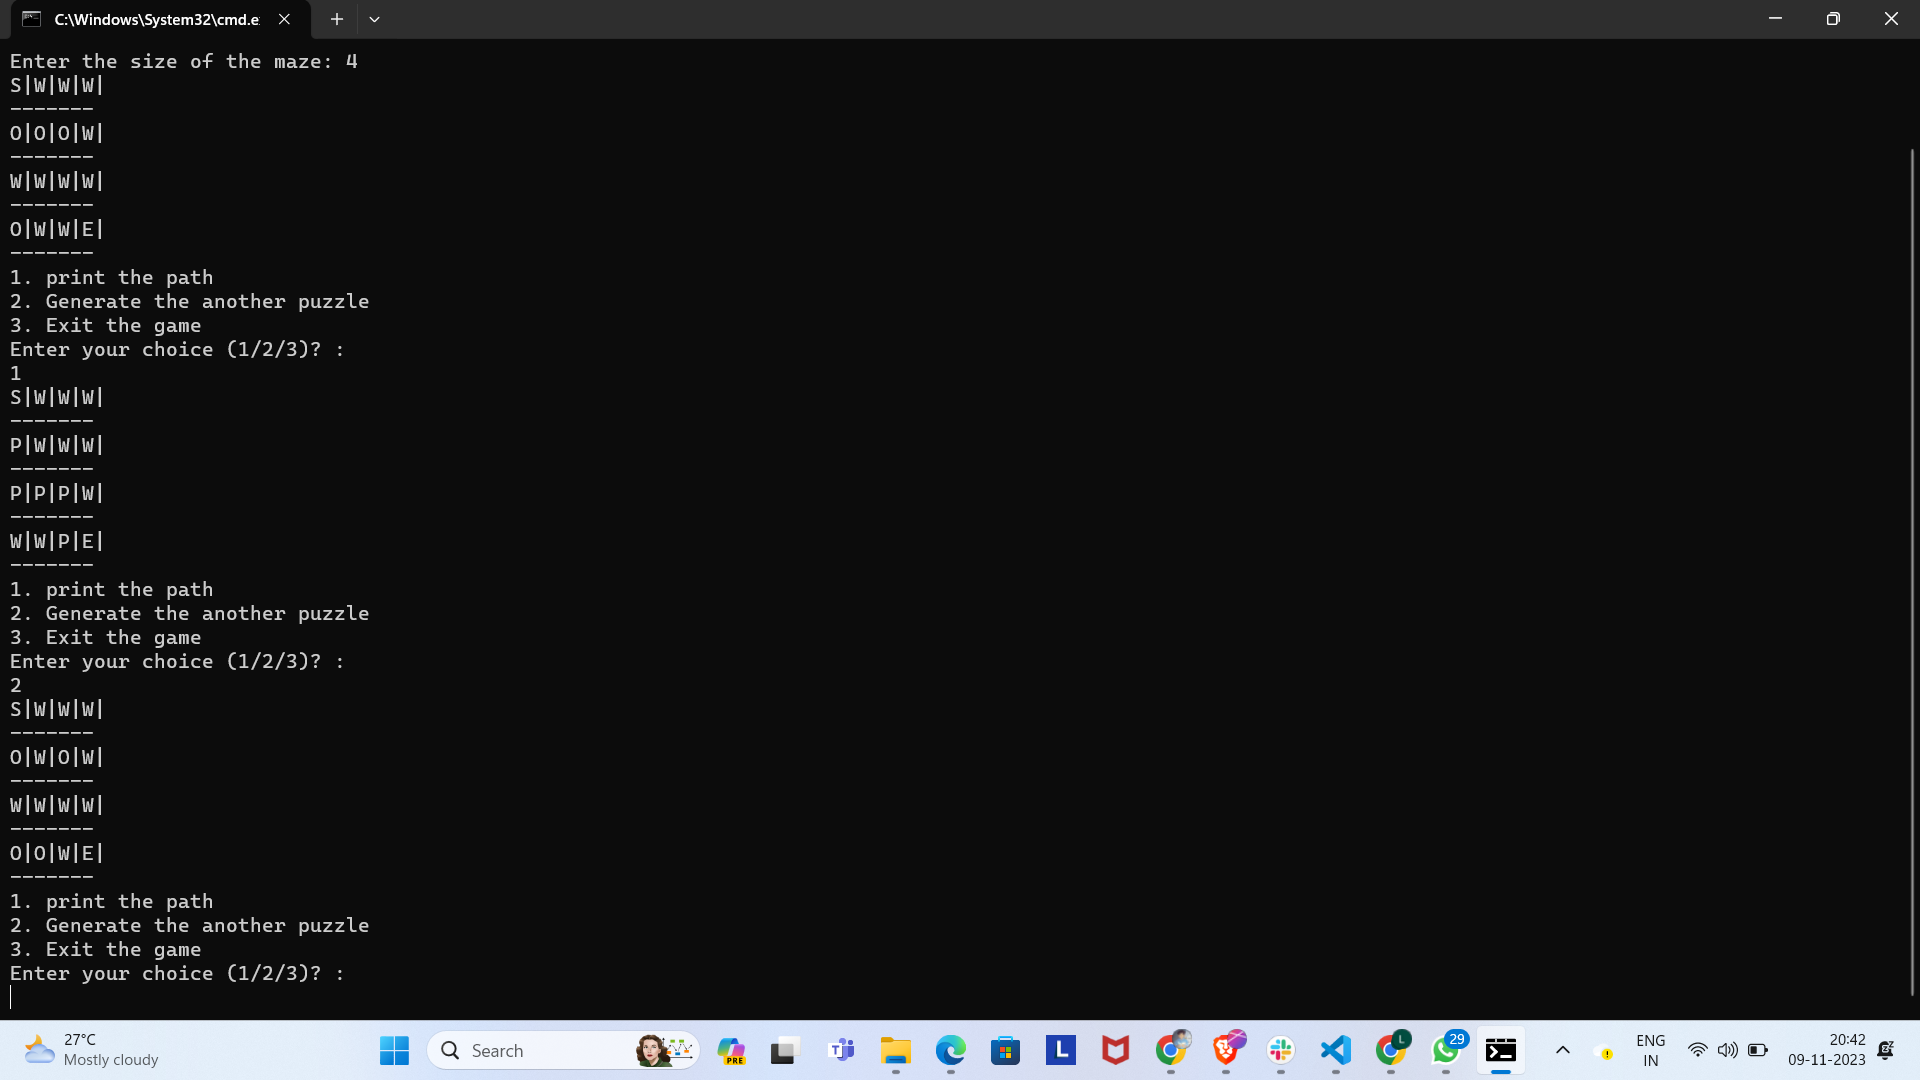 C:\Windows\System32\cmd.e
Enter the size of the maze: 4
S|W|W|W|
-------
O|O|O|W|
-------
W|W|W|W|
-------
O|W|W|E|
-------
1. print the path
2. Generate the another puzzle
3. Exit the game
Enter your choice (1/2/3)? :
1
S|W|W|W|
-------
P|W|W|W|
-------
P|P|P|W|
-------
W|W|P|E|
-------
1. print the path
2. Generate the another puzzle
3. Exit the game
Enter your choice (1/2/3)? :
2
S|W|W|W|
-------
O|W|O|W|
-------
W|W|W|W|
-------
O|O|W|E|
-------
1. print the path
2. Generate the another puzzle
3. Exit the game
Enter your choice (1/2/3)? :
27°C
Mostly cloudy
Search
PRE
L
L
29
ENG
IN
20:42
09-11-2023